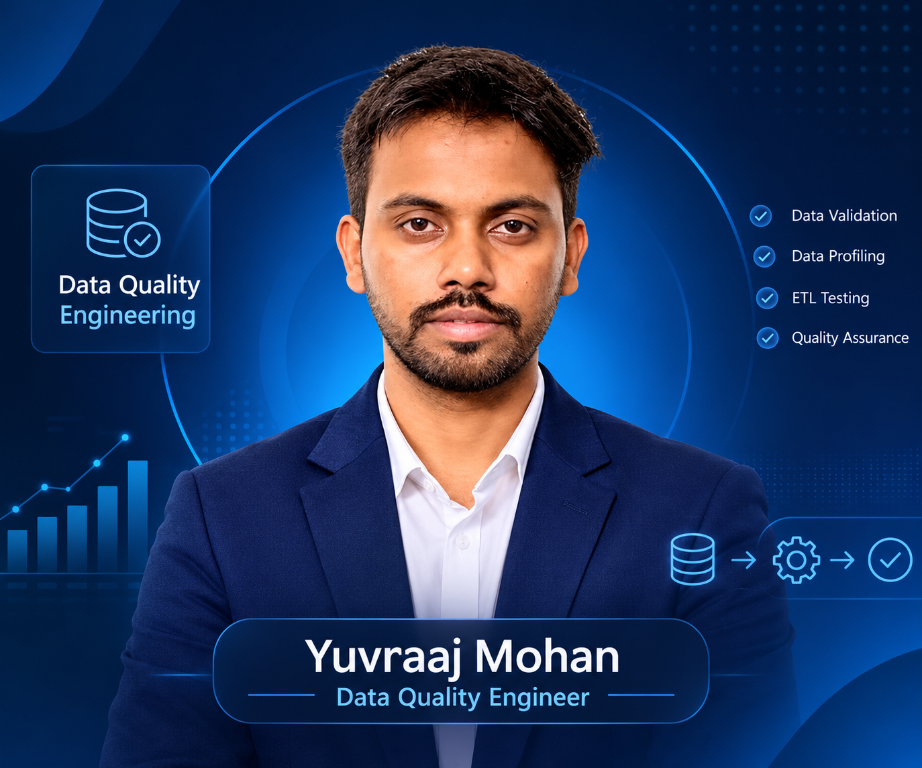 Data Quality
Engineering
Data Validation
Data Profiling
ETL Testing
Quality Assurance
Yuvraaj Mohan
Data Quality Engineer